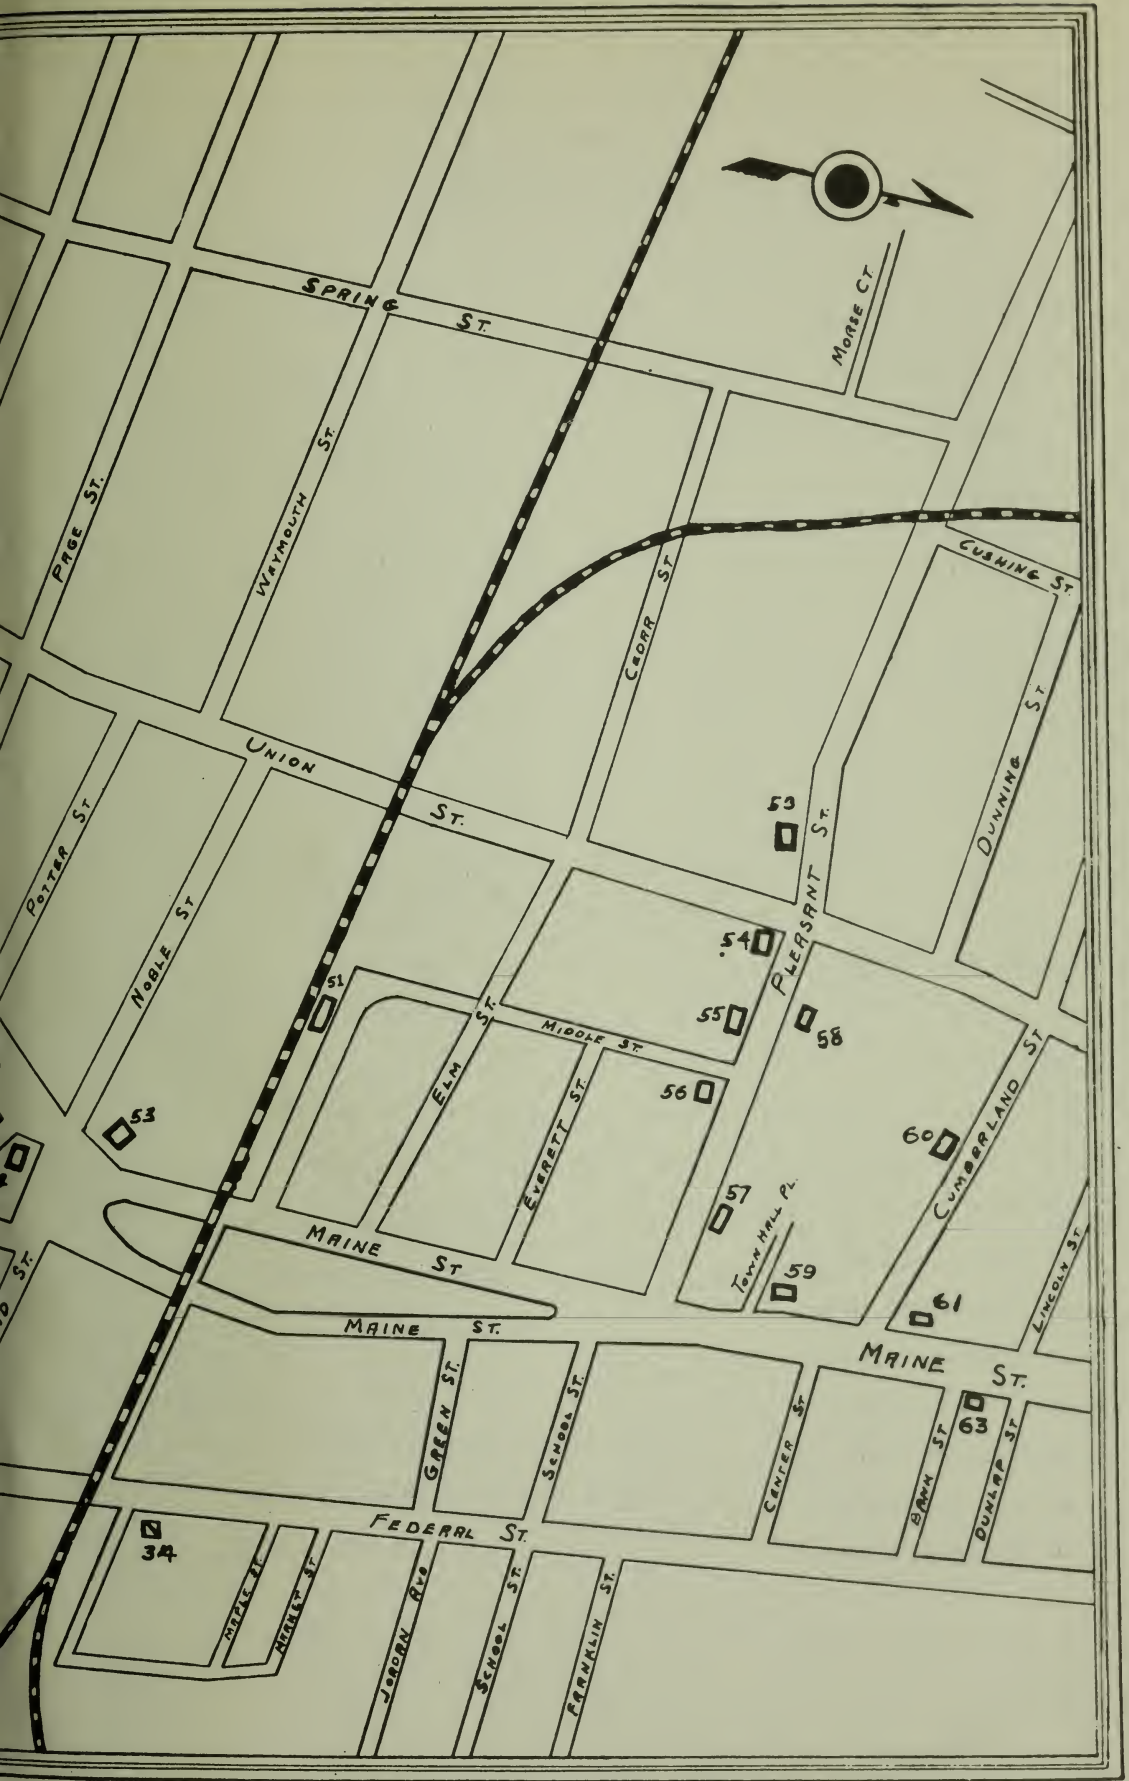 SPRING ST.
MORSE CT.
WEYMOUTH ST.
PAGE ST.
CUSHING ST.
CEDAR ST
DUNNING ST
UNION ST.
53
PLEASANT ST.
POTTER ST
NOBLE ST
54
51
55
58
MIDDLE ST.
ELM ST.
56
EVERETT ST.
CUMBERLAND ST
60
53
57
TOWN HALL PL.
59
61
LINCOLN ST.
MAINE ST
MAINE ST.
MAINE ST.
63
GREEN ST.
SCHOOL ST.
CENTER ST
BANK ST
DUNLAP ST
FEDERAL ST.
34
MAPLE ST.
MARKET ST
JORDAN AVE
SCHOOL ST.
FRANKLIN ST.
ST.